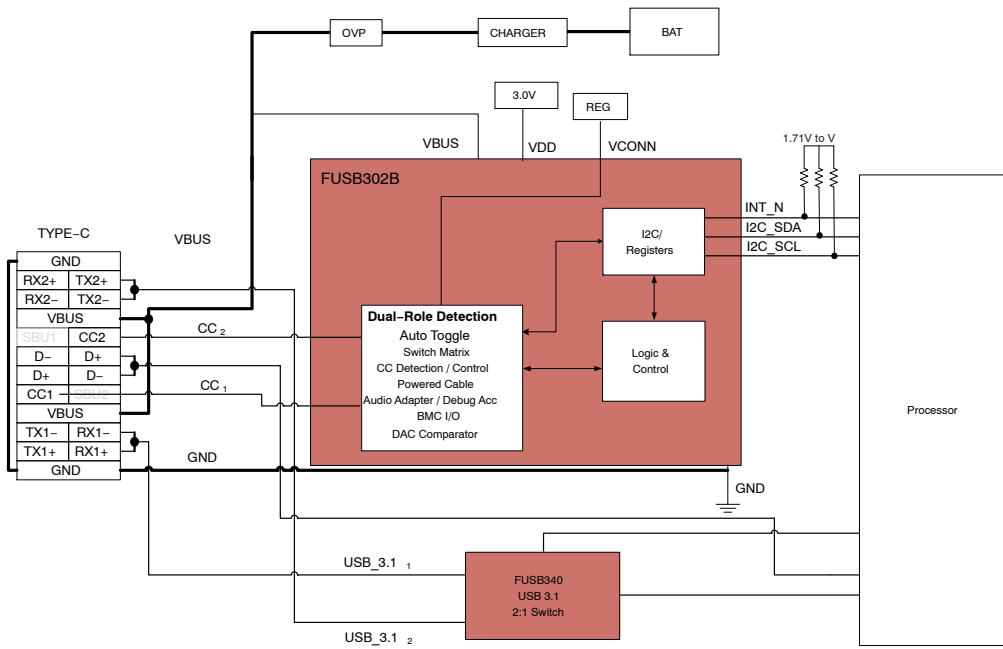 OVP
CHARGER
BAT
3.0V
REG
VBUS
VDD
VCONN
1.71V to V
FUSB302B
INT_N
I2C_SDA
I2C_SCL
I2C/
Registers
TYPE–C
VBUS
GND
RX2+ TX2+
RX2– TX2–
VBUS
SBU1 CC2
D– D+
D+ D–
CC1 SBU2
VBUS
TX1– RX1–
TX1+ RX1+
GND
CC 2
CC 1
GND
Dual–Role Detection
Auto Toggle
Switch Matrix
CC Detection / Control
Powered Cable
Audio Adapter / Debug Acc
BMC I/O
DAC Comparator
Logic &
Control
Processor
GND
USB_3.1 1
USB_3.1 2
FUSB340
USB 3.1
2:1 Switch